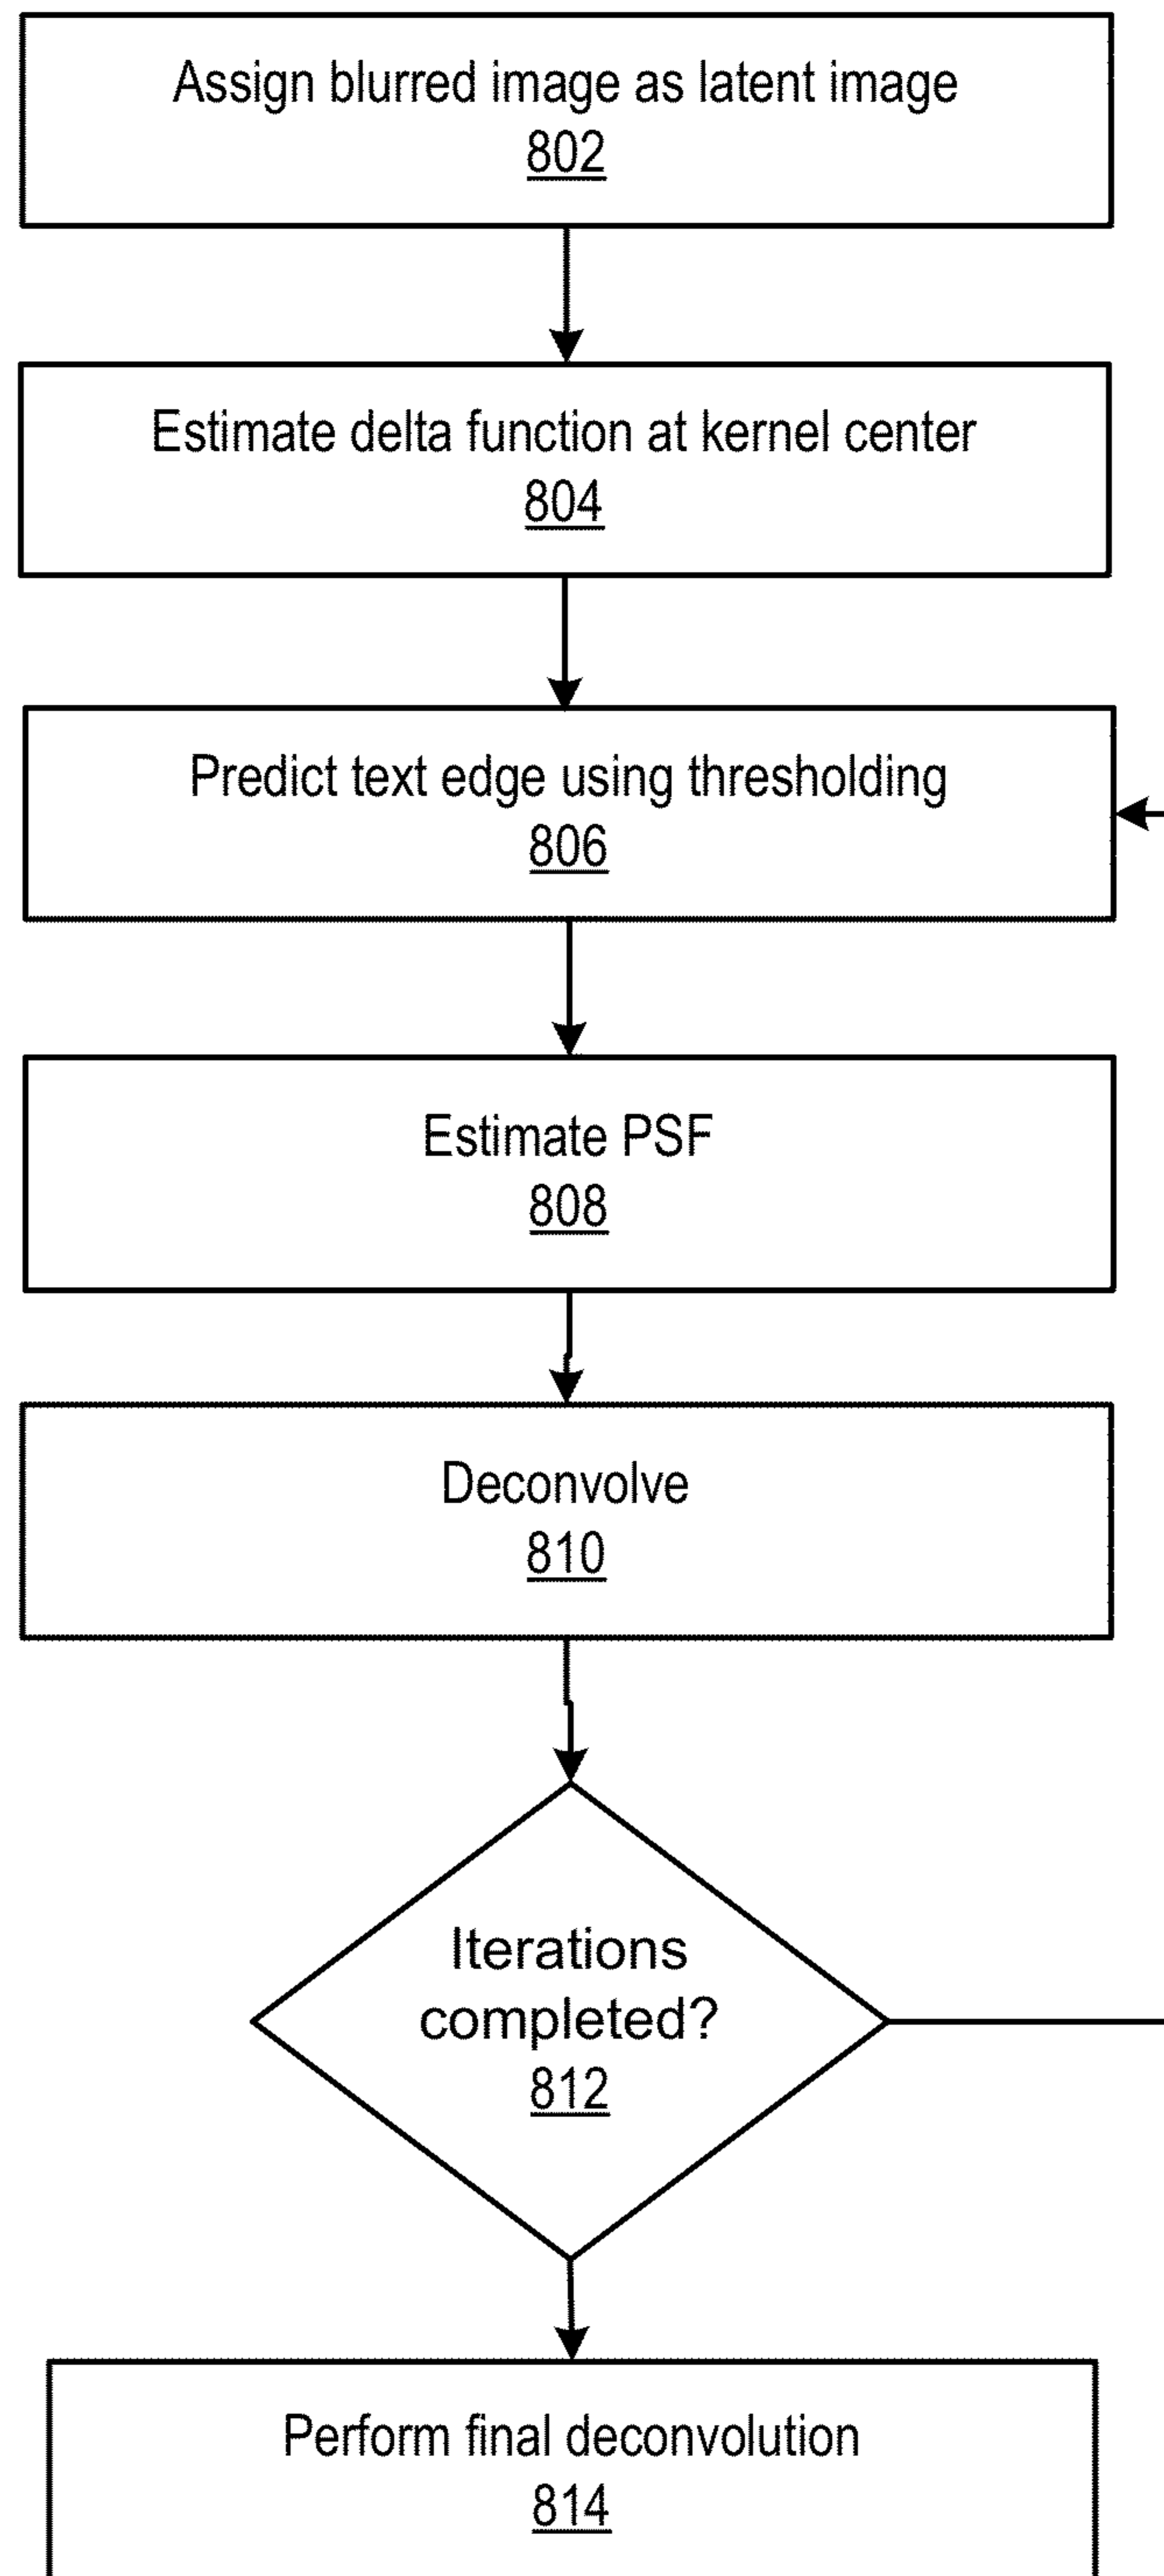 Assign blurred image as latent image
802
Estimate delta function at kernel center
804
Predict text edge using thresholding
806
Estimate PSF
808
Deconvolve
810
Iterations
completed?
812
Perform final deconvolution
814